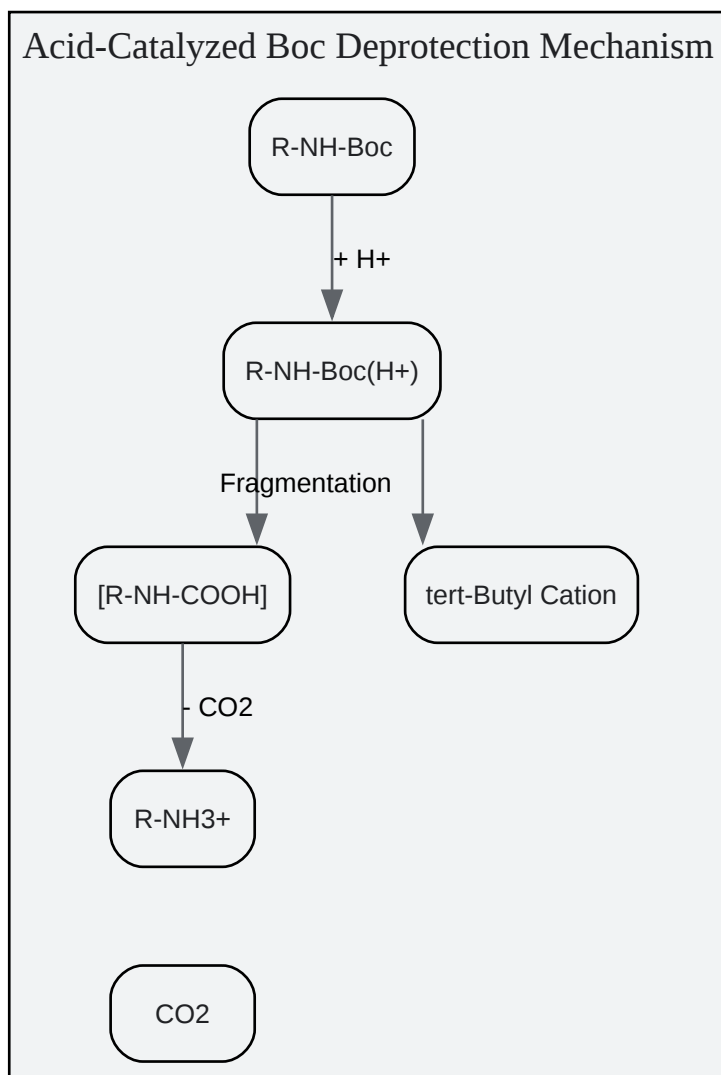 Acid-Catalyzed Boc Deprotection Mechanism
R-NH-Boc
+ H+
R-NH-Boc(H+)
Fragmentation
[R-NH-COOH]
tert-Butyl Cation
- CO2
R-NH3+
CO2